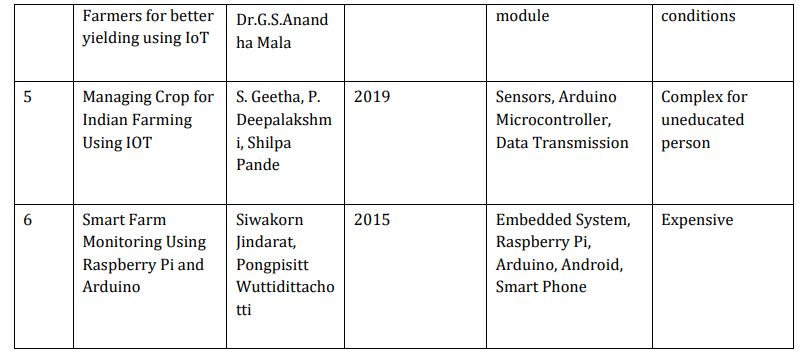 Farmers for better
yielding using IoT
Dr.G.S.Anand
ha Mala
module
conditions
5
Managing Crop for
Indian Farming
Using IOT
S. Geetha, P.
Deepalakshm
i, Shilpa
Pande
2019
Sensors, Arduino
Microcontroller,
Data Transmission
Complex for
uneducated
person
6
Smart Farm
Monitoring Using
Raspberry Pi and
Arduino
Siwakorn
Jindarat,
Pongpisitt
Wuttidittacho
tti
2015
Embedded System,
Raspberry Pi,
Arduino, Android,
Smart Phone
Expensive